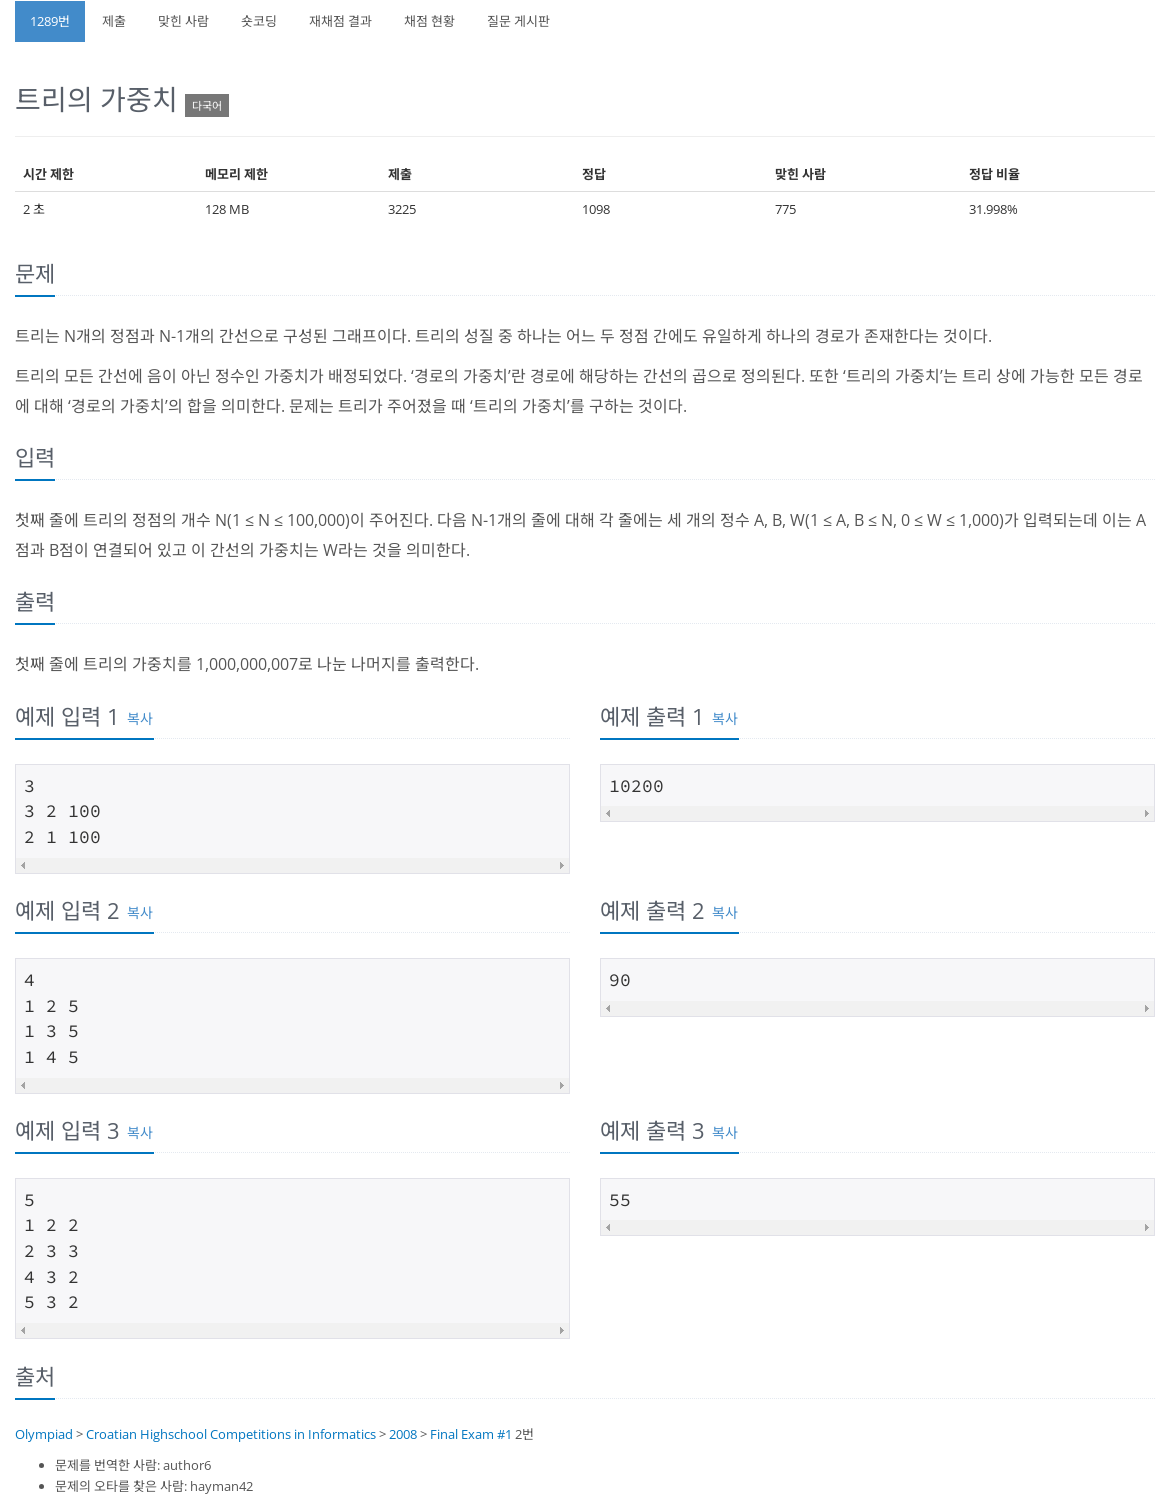 1289번 제출 맞힌 사람 숏코딩 재채점 결과 채점 현황 질문 게시판
트리의 가중치 다국어
시간 제한 메모리 제한 제출 정답 맞힌 사람 정답 비율
2 초 128 MB 3225 1098 775 31.998%
문제
트리는 N개의 정점과 N-1개의 간선으로 구성된 그래프이다. 트리의 성질 중 하나는 어느 두 정점 간에도 유일하게 하나의 경로가 존재한다는 것이다.
트리의 모든 간선에 음이 아닌 정수인 가중치가 배정되었다. ‘경로의 가중치’란 경로에 해당하는 간선의 곱으로 정의된다. 또한 ‘트리의 가중치’는 트리 상에 가능한 모든 경로
에 대해 ‘경로의 가중치’의 합을 의미한다. 문제는 트리가 주어졌을 때 ‘트리의 가중치’를 구하는 것이다.
입력
첫째 줄에 트리의 정점의 개수 N(1 ≤ N ≤ 100,000)이 주어진다. 다음 N-1개의 줄에 대해 각 줄에는 세 개의 정수 A, B, W(1 ≤ A, B ≤ N, 0 ≤ W ≤ 1,000)가 입력되는데 이는 A
점과 B점이 연결되어 있고 이 간선의 가중치는 W라는 것을 의미한다.
출력
첫째 줄에 트리의 가중치를 1,000,000,007로 나눈 나머지를 출력한다.
예제 입력 1 복사
3
3 2 100
2 1 100
예제 출력 1 복사
10200
예제 입력 2 복사
4
1 2 5
1 3 5
1 4 5
예제 출력 2 복사
90
예제 입력 3 복사
5
1 2 2
2 3 3
4 3 2
5 3 2
예제 출력 3 복사
55
출처
Olympiad > Croatian Highschool Competitions in Informatics > 2008 > Final Exam #1 2번
문제를 번역한 사람: author6
문제의 오타를 찾은 사람: hayman42